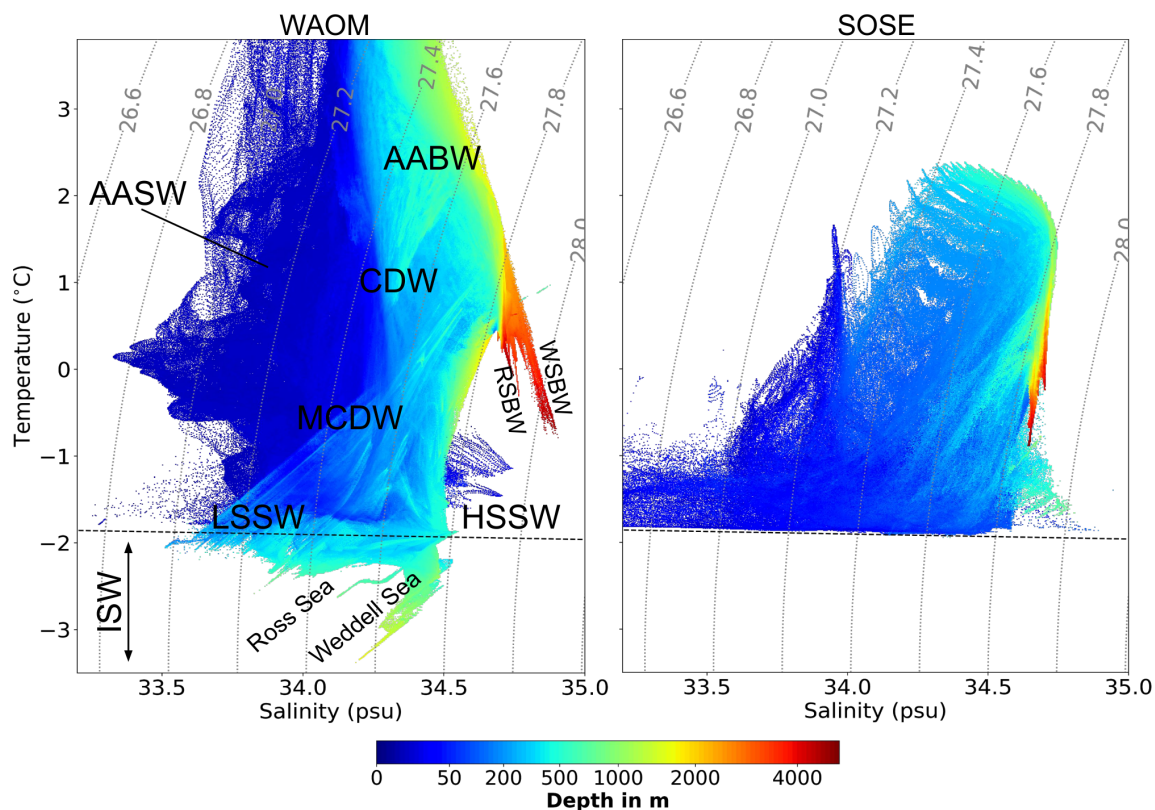 WAOM
SOSE
26.6
26.8
27.2
27.4
27.6
27.8
28.0
26.6
26.8
27.0
27.2
27.4
27.6
27.8
28.0
AABW
AASW
CDW
RSBW
WSBW
MCDW
LSSW
HSSW
ISW
Ross Sea
Weddell Sea
Temperature (°C)
3
2
1
0
−1
−2
−3
33.5
34.0
34.5
35.0
33.5
34.0
34.5
35.0
Salinity (psu)
Salinity (psu)
0
50
200
500
1000
2000
4000
Depth in m